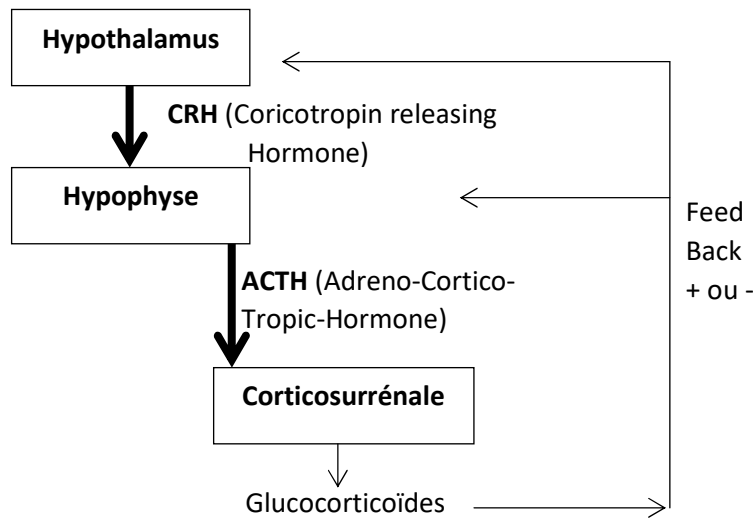 Hypothalamus
CRH (Coricotropin releasing
Hormone)
Hypophyse
Feed
Back
+ ou -
ACTH (Adreno-Cortico-
Tropic-Hormone)
Corticosurrénale
Glucocorticoïdes